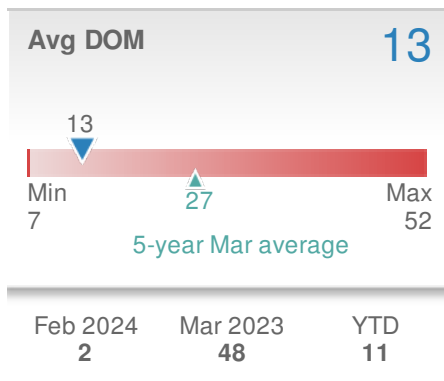 Avg DOM 13
13
Min Max
7 27 52
5-year Mar average
Feb 2024 Mar 2023 YTD
2 48 11